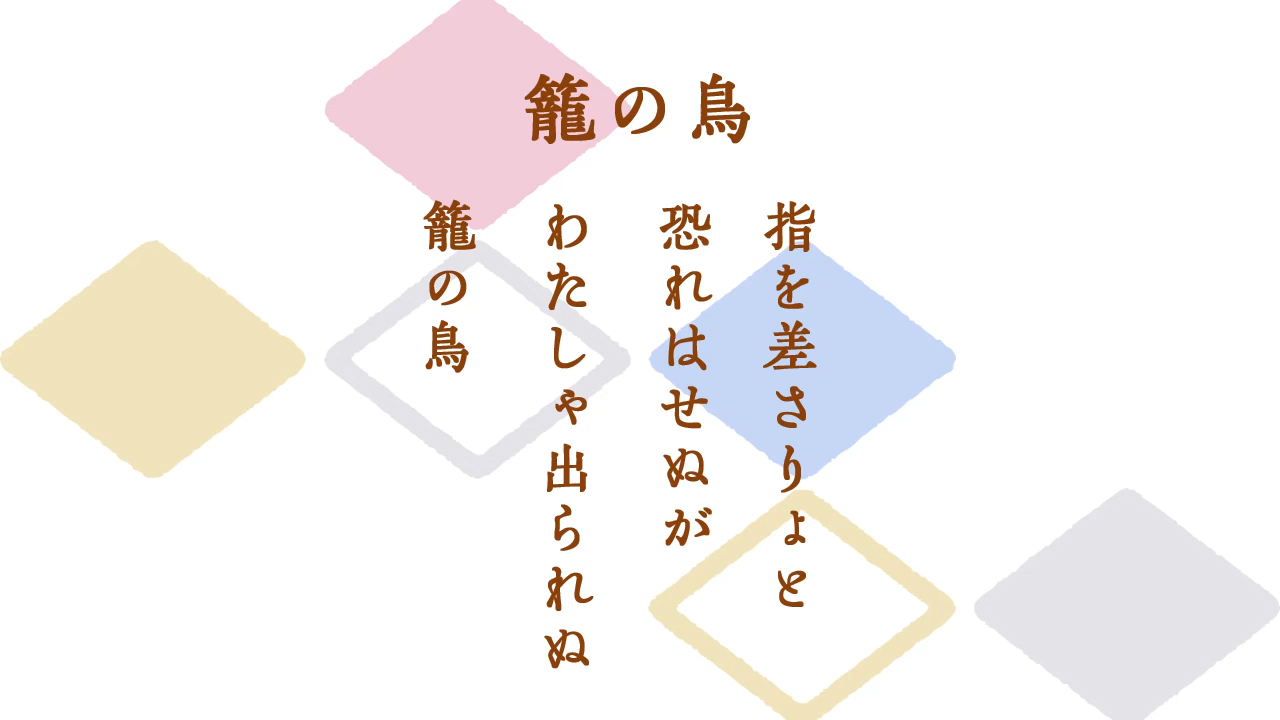 籠の鳥
指を差さりょと
恐れはせぬが
わたしゃ出られぬ
籠の鳥